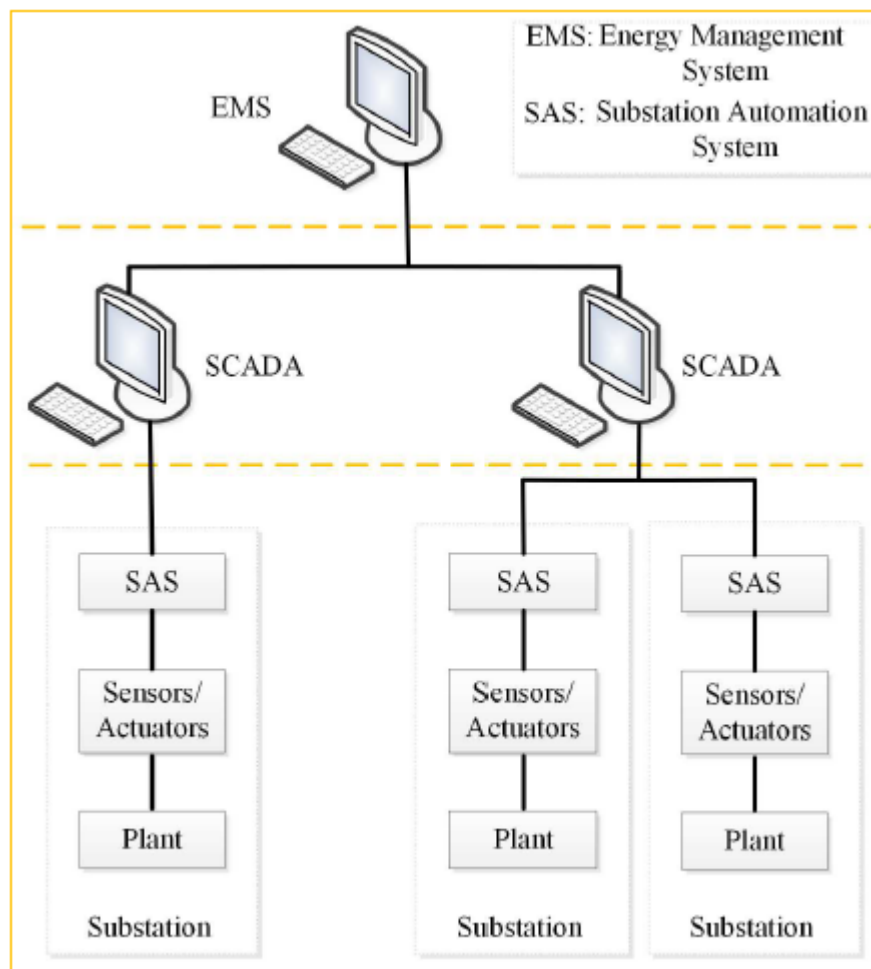 EMS: Energy Management
System
SAS: Substation Automation
System
EMS
SCADA
SCADA
SAS
Sensors/
Actuators
Plant
Substation
SAS
Sensors/
Actuators
Plant
Substation
SAS
Sensors/
Actuators
Plant
Substation